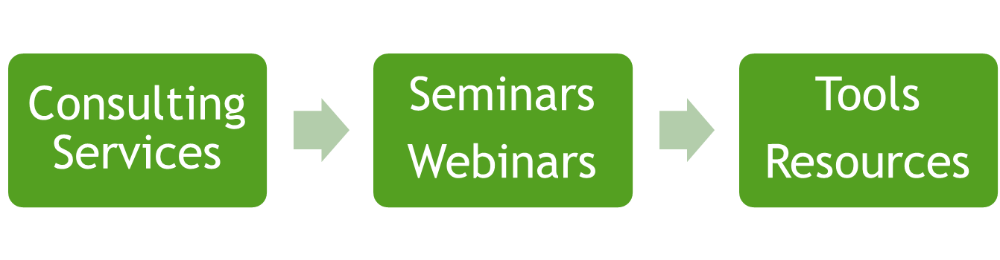 Consulting
Services
Seminars
Webinars
Tools
Resources